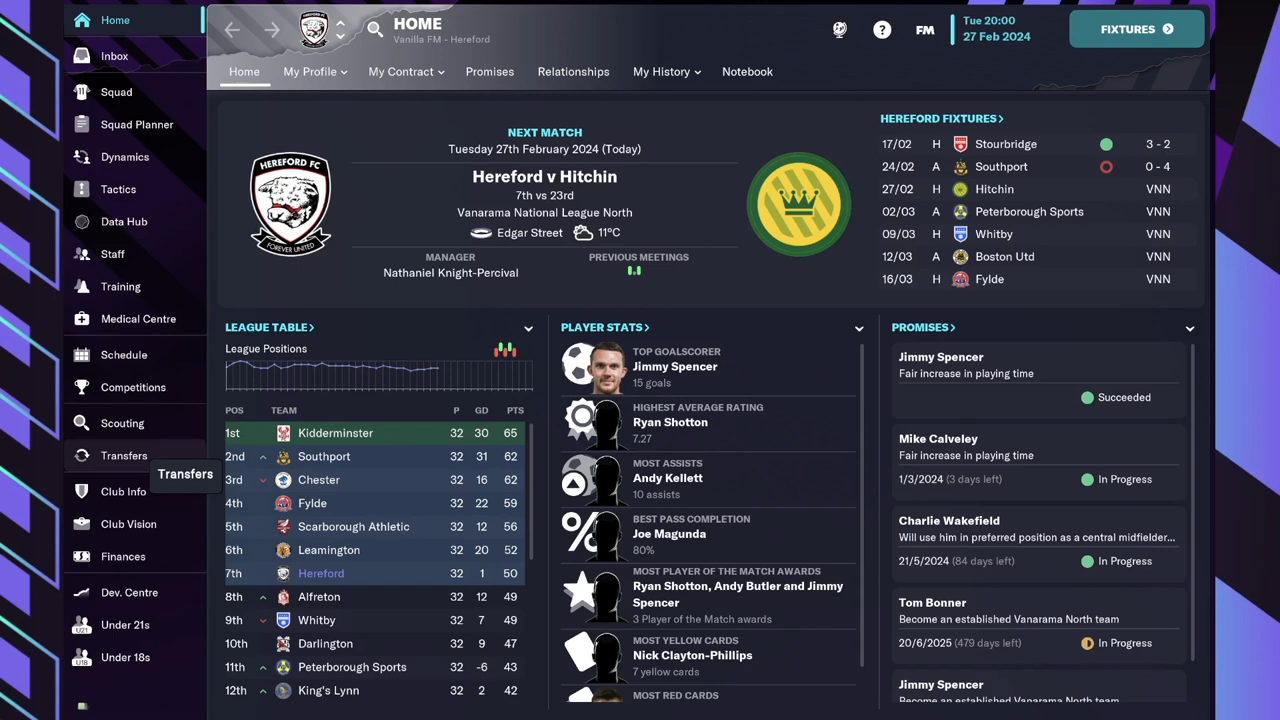 Home
Inbox
Squad
Squad Planner
Dynamics
Tactics
Data Hub
Staff
Training
Medical Centre
Schedule
Competitions
Scouting
Transfers
Transfers
Club Info
Club Vision
Finances
Dev. Centre
U21
Under 21s
U18
Under 18s
HOME
Vanilla FM - Hereford
?
FM
Tue 20:00
27 Feb 2024
FIXTURES
Home
My Profile
My Contract
Promises
Relationships
My History
Notebook
HEREFORD FC
FOREVER UNITED
NEXT MATCH
Tuesday 27th February 2024 (Today)
Hereford v Hitchin
7th vs 23rd
Vanarama National League North
Edgar Street 11°C
MANAGER
Nathaniel Knight-Percival
PREVIOUS MEETINGS
HEREFORD FIXTURES>
17/02 H Stourbridge 3 - 2
24/02 A Southport 0 - 4
27/02 H Hitchin VNN
02/03 A Peterborough Sports VNN
09/03 H Whitby VNN
12/03 A Boston Utd VNN
16/03 H Fylde VNN
LEAGUE TABLE>
League Positions
POS TEAM P GD PTS
1st Kidderminster 32 30 65
2nd Southport 32 31 62
3rd Chester 32 16 62
4th Fylde 32 22 59
5th Scarborough Athletic 32 12 56
6th Leamington 32 20 52
7th Hereford 32 1 50
8th Alfreton 32 12 49
9th Whitby 32 7 49
10th Darlington 32 9 47
11th Peterborough Sports 32 -6 43
12th King's Lynn 32 2 42
PLAYER STATS>
TOP GOALSCORER
Jimmy Spencer
15 goals
HIGHEST AVERAGE RATING
Ryan Shotton
7.27
MOST ASSISTS
Andy Kellett
10 assists
BEST PASS COMPLETION
%
Joe Magunda
80%
MOST PLAYER OF THE MATCH AWARDS
Ryan Shotton, Andy Butler and Jimmy
Spencer
3 Player of the Match awards
MOST YELLOW CARDS
Nick Clayton-Phillips
7 yellow cards
MOST RED CARDS
PROMISES>
Jimmy Spencer
Fair increase in playing time
Succeeded
Mike Calveley
Fair increase in playing time
1/3/2024 (3 days left) In Progress
Charlie Wakefield
Will use him in preferred position as a central midfielder...
21/5/2024 (84 days left) In Progress
Tom Bonner
Become an established Vanarama North team
20/6/2025 (479 days left) In Progress
Jimmy Spencer
Become an established Vanarama North team